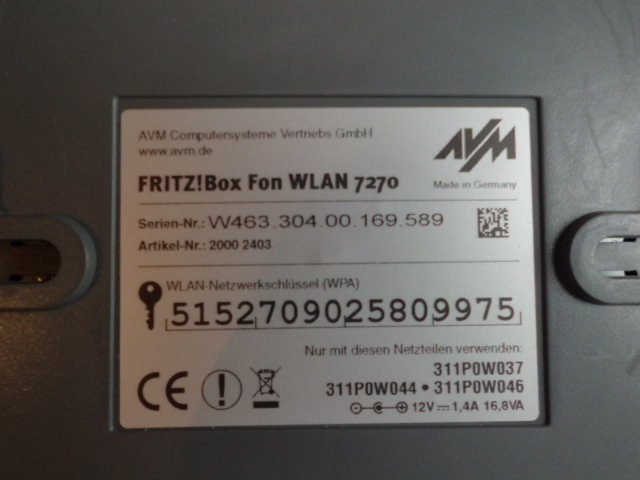 AVM Computersysteme Vertriebs GmbH
www.avm.de
AVM
FRITZ!Box Fon WLAN 7270
Made in Germany
Serien-Nr.: W463.304.00.169.589
Artikel-Nr.: 2000 2403
WLAN-Netzwerkschlüssel (WPA)
5152709025809975
Nur mit diesen Netzteilen verwenden:
311P0W037
311P0W044 • 311P0W046
12V ⎓ 1,4A 16,8VA
CE